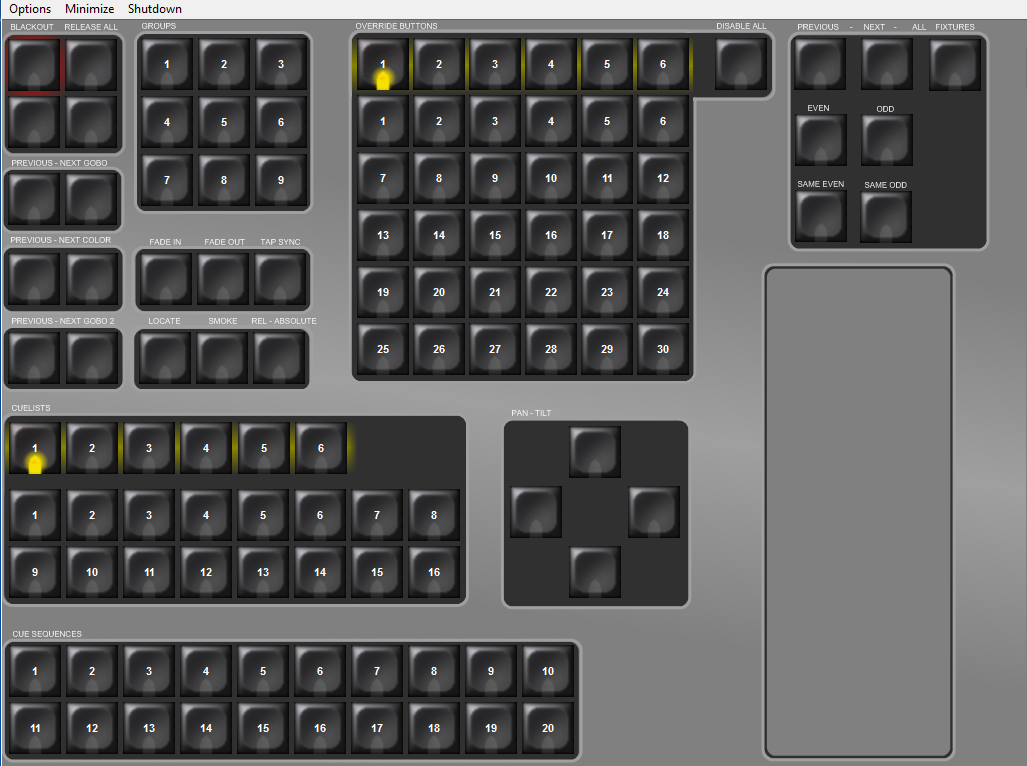 Options Minimize Shutdown
BLACKOUT RELEASE ALL
GROUPS
1 2 3
4 5 6
7 8 9
OVERRIDE BUTTONS
DISABLE ALL
1 2 3 4 5 6
1 2 3 4 5 6
7 8 9 10 11 12
13 14 15 16 17 18
19 20 21 22 23 24
25 26 27 28 29 30
PREVIOUS - NEXT - ALL FIXTURES
EVEN ODD
SAME EVEN SAME ODD
PREVIOUS - NEXT GOBO
PREVIOUS - NEXT COLOR
FADE IN FADE OUT TAP SYNC
PREVIOUS - NEXT GOBO 2
LOCATE SMOKE REL - ABSOLUTE
CUELISTS
1 2 3 4 5 6
1 2 3 4 5 6 7 8
9 10 11 12 13 14 15 16
PAN - TILT
CUE SEQUENCES
1 2 3 4 5 6 7 8 9 10
11 12 13 14 15 16 17 18 19 20